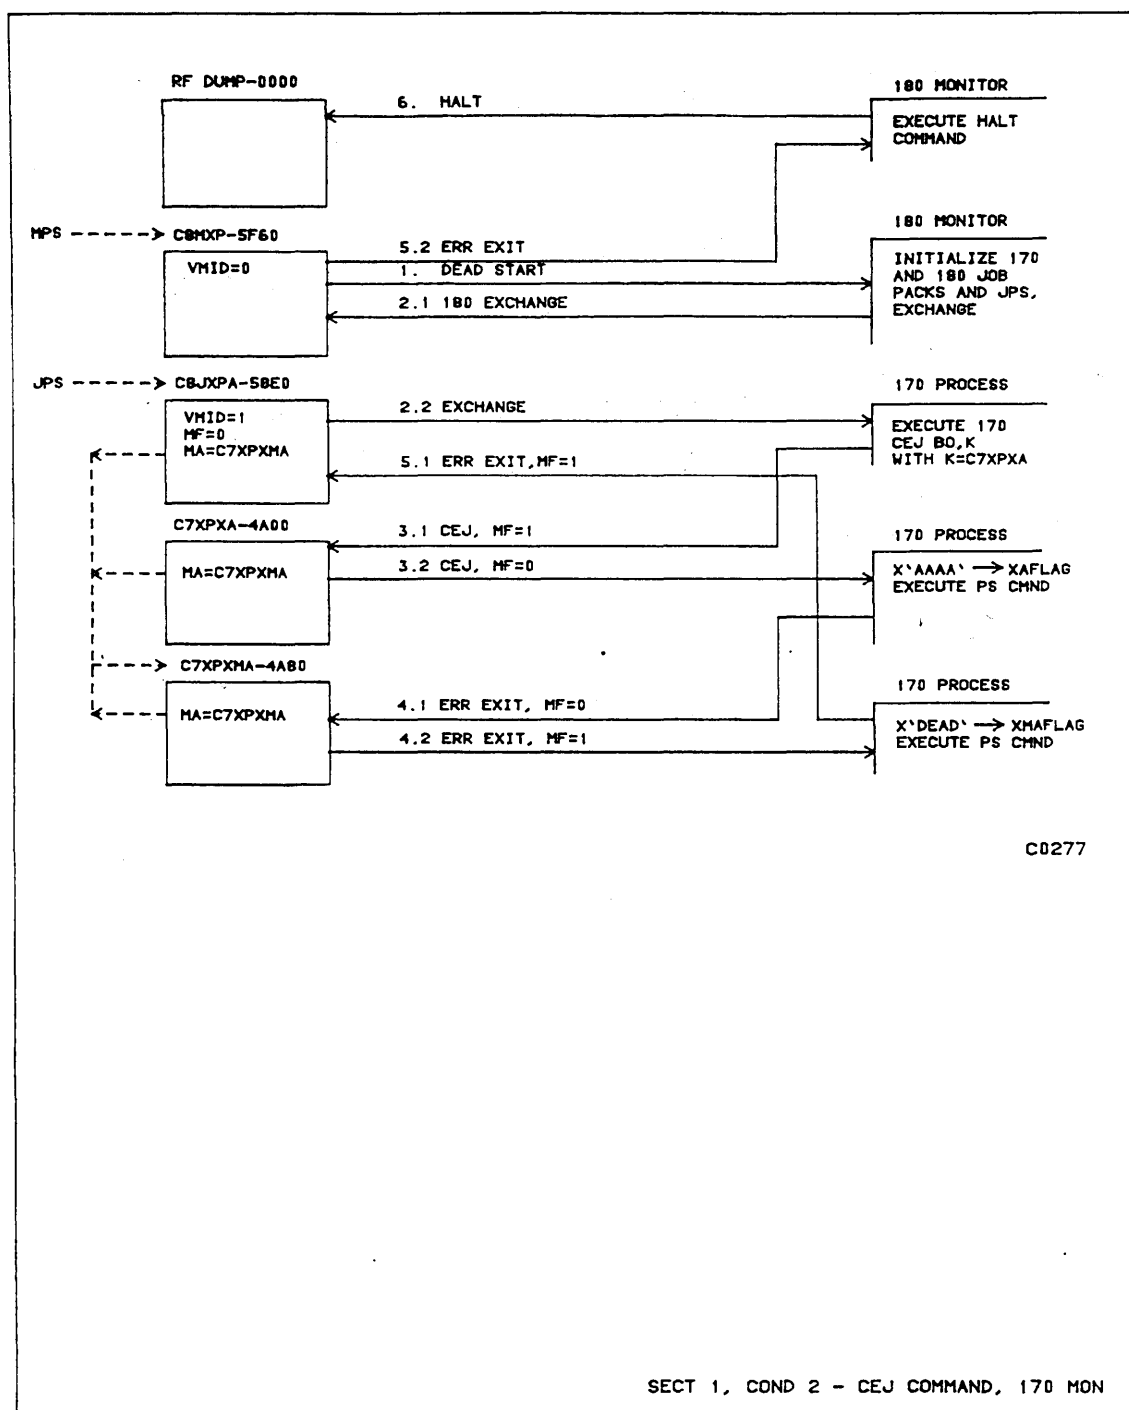 RF DUMP-0000
6. HALT
180 MONITOR
EXECUTE HALT
COMMAND
MPS
C8MXP-5F60
VMID=0
5.2 ERR EXIT
1. DEAD START
2.1 180 EXCHANGE
180 MONITOR
INITIALIZE 170
AND 180 JOB
PACKS AND JPS,
EXCHANGE
JPS
C8JXPA-5BE0
VMID=1
MF=0
MA=C7XPXMA
2.2 EXCHANGE
5.1 ERR EXIT,MF=1
170 PROCESS
EXECUTE 170
CEJ B0,K
WITH K=C7XPXA
C7XPXA-4A00
MA=C7XPXMA
3.1 CEJ, MF=1
3.2 CEJ, MF=0
170 PROCESS
X'AAAA' → XAFLAG
EXECUTE PS CMND
C7XPXMA-4A80
MA=C7XPXMA
4.1 ERR EXIT, MF=0
4.2 ERR EXIT, MF=1
170 PROCESS
X'DEAD' → XMAFLAG
EXECUTE PS CMND
C0277
SECT 1, COND 2 - CEJ COMMAND, 170 MON